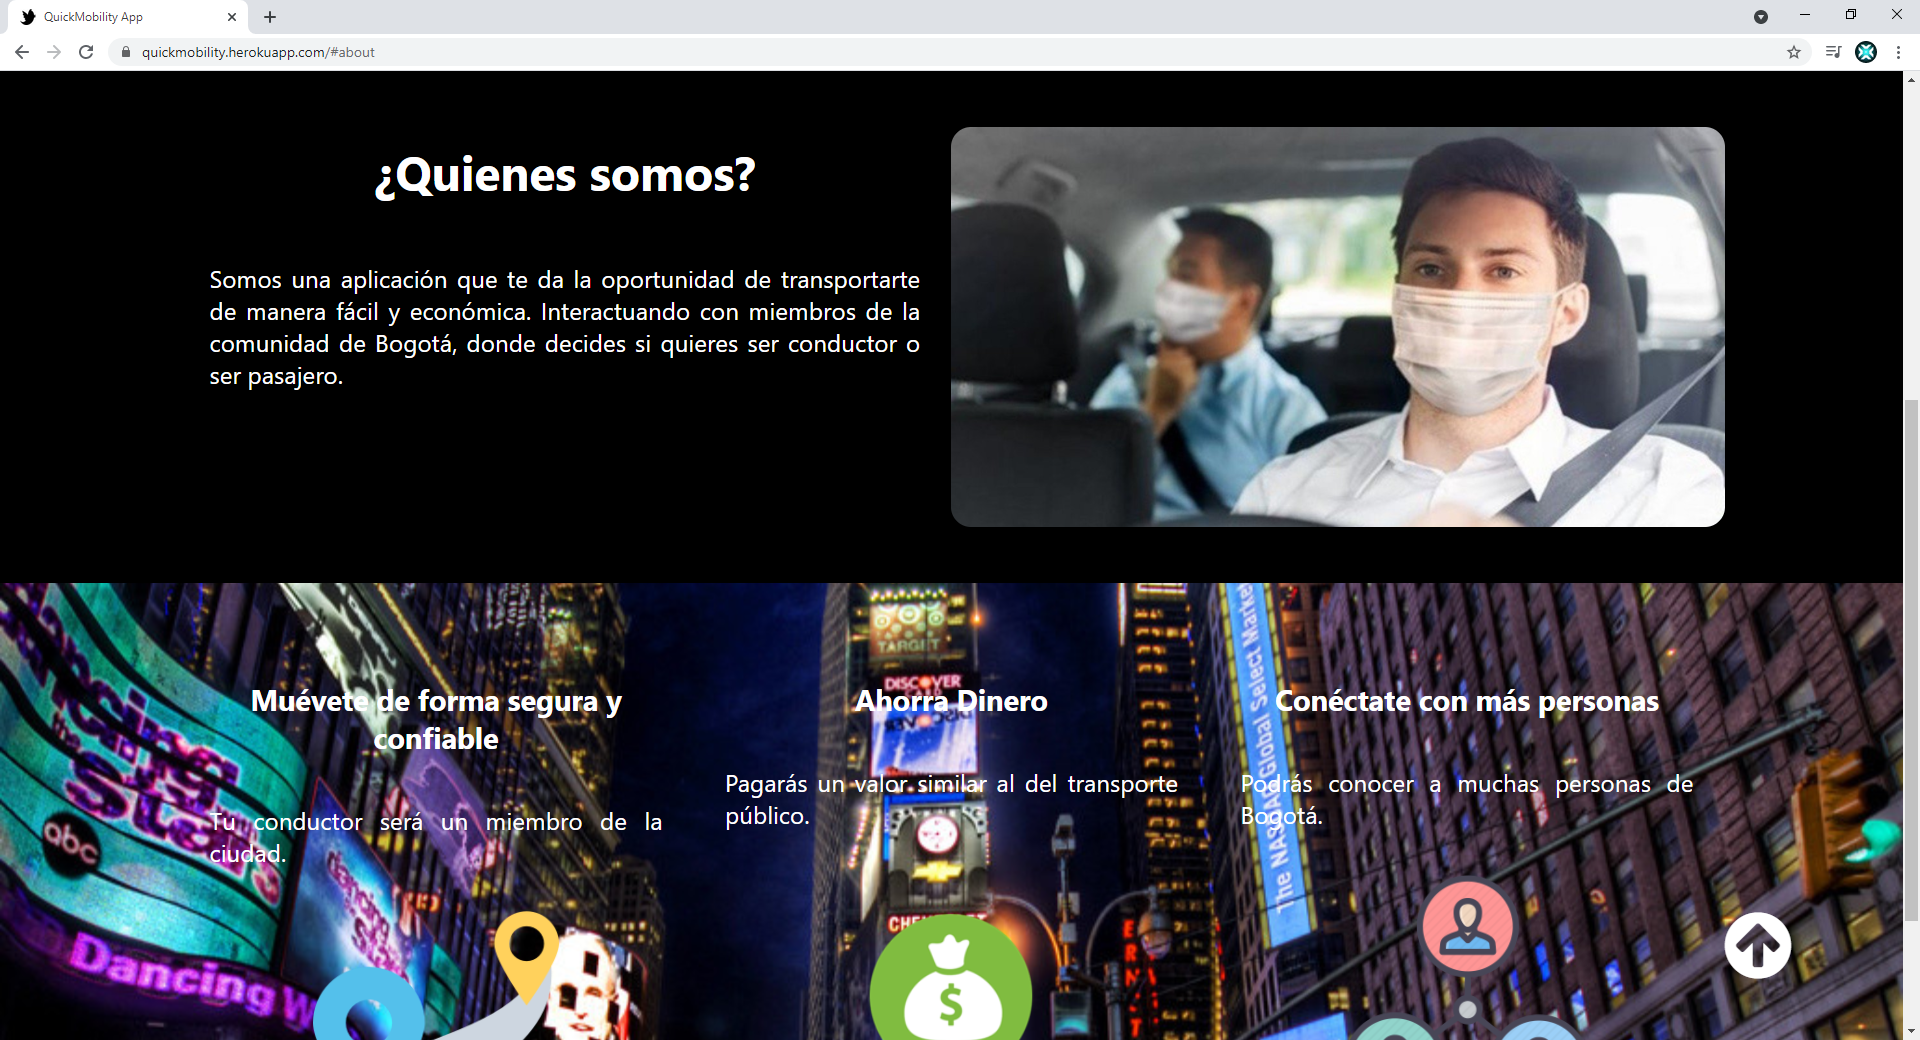 QuickMobility App
quickmobility.herokuapp.com/#about
¿Quienes somos?
Somos una aplicación que te da la oportunidad de transportarte
de manera fácil y económica. Interactuando con miembros de la
comunidad de Bogotá, donde decides si quieres ser conductor o
ser pasajero.
Muévete de forma segura y
confiable
Tu conductor será un miembro de la
ciudad.
Ahorra Dinero
Pagarás un valor similar al del transporte
público.
Conéctate con más personas
Podrás conocer a muchas personas de
Bogotá.
TARGET
DISCOVER
abc
Dancing
The NASDAQ Global Select Market
$